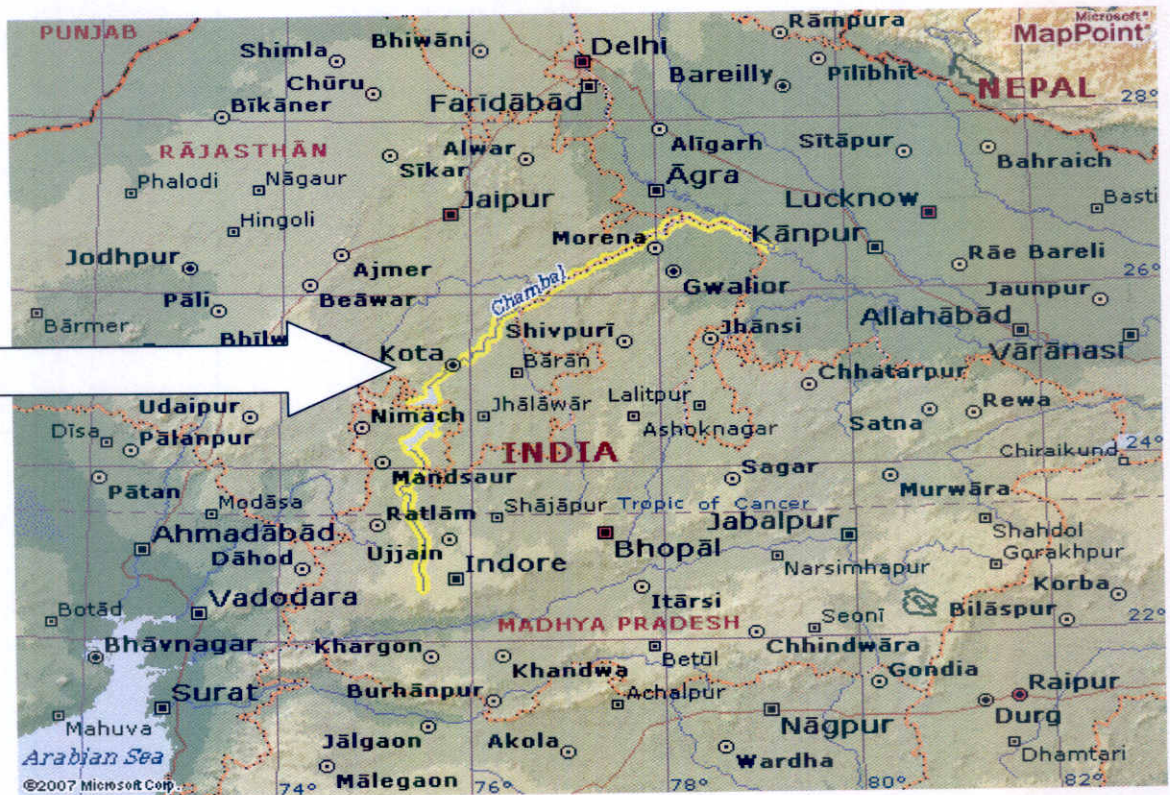 PUNJAB
Rāmpura
Microsoft®
MapPoint®
Shimla
Bhiwāni
Delhi
Bareilly
Pīlībhīt
Chūru
Farīdābād
NEPAL
28°
Bīkāner
Alīgarh
Sītāpur
Bahraich
RĀJASTHĀN
Sīkar
Alwar
Āgra
Phalodi
Nāgaur
Jaipur
Lucknow
Basti
Hingoli
Morena
Kānpur
Rāe Bareli
Jodhpur
Ajmer
Gwalior
26°
Pāli
Beāwar
Chambal
Jaunpur
Bārmer
Bhīlw
Shivpurī
Jhānsi
Allahābād
Vārānasi
Kota
Bārān
Chhatarpur
Udaipur
Nīmach
Jhālāwār
Lalitpur
Satna
Rewa
Dīsa
Pālanpur
INDIA
Ashoknagar
24°
Chiraikund
Pātan
Mandsaur
Sagar
Murwāra
Modāsa
Shājāpur
Tropic of Cancer
Ahmadābād
Ratlām
Jabalpur
Shahdol
Dāhod
Ujjain
Indore
Bhopāl
Narsimhapur
Gorakhpur
Korba
Botād
Vadodara
Itārsi
Seonī
Bilāspur
22°
Bhāvnagar
MADHYA PRADESH
Khargon
Khandwa
Betūl
Chhindwāra
Gondia
Surat
Burhānpur
Achalpur
Raipur
Mahuva
Nāgpur
Durg
Arabian Sea
Jālgaon
Akola
Wardha
Dhamtari
©2007 Microsoft Corp.
74°
Mālegaon
76°
78°
80°
82°